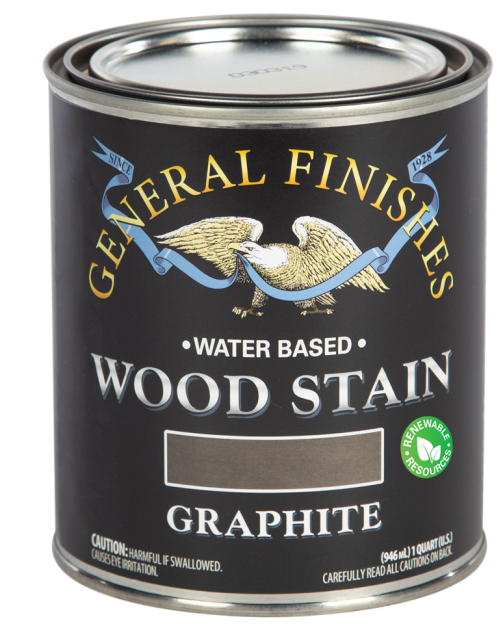 SINCE 1928
GENERAL FINISHES
• WATER BASED •
WOOD STAIN
RENEWABLE
RESOURCES
GRAPHITE
CAUTION: HARMFUL IF SWALLOWED.
CAUSES EYE IRRITATION.
(946 mL) 1 QUART (U.S.)
CAREFULLY READ ALL CAUTIONS ON BACK.